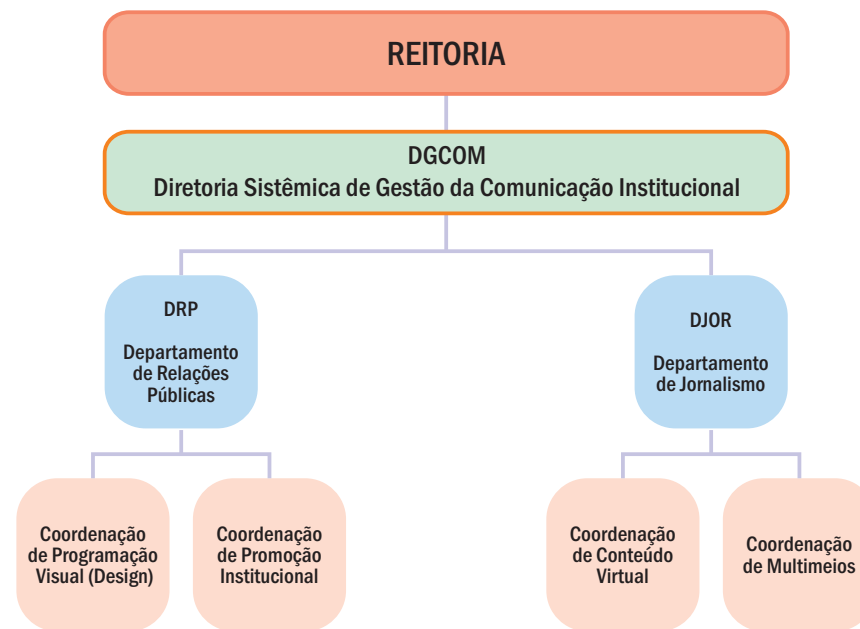 REITORIA
DGCOM
Diretoria Sistêmica de Gestão da Comunicação Institucional
DRP
Departamento
de Relações
Públicas
DJOR
Departamento
de Jornalismo
Coordenação
de Programação
Visual (Design)
Coordenação
de Promoção
Institucional
Coordenação
de Conteúdo
Virtual
Coordenação
de Multimeios